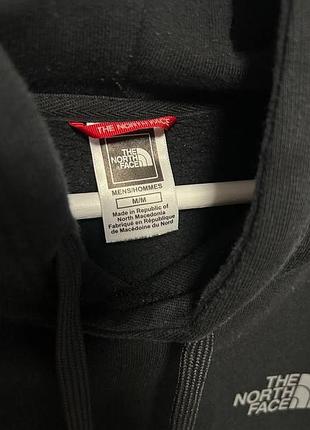 THE NORTH FACE
THE
NORTH
FACE
MENS/HOMMES
M/M
Made in Republic of
North Macedonia
Fabriqué en République
de Macédoine du Nord
THE
NORTH
FACE